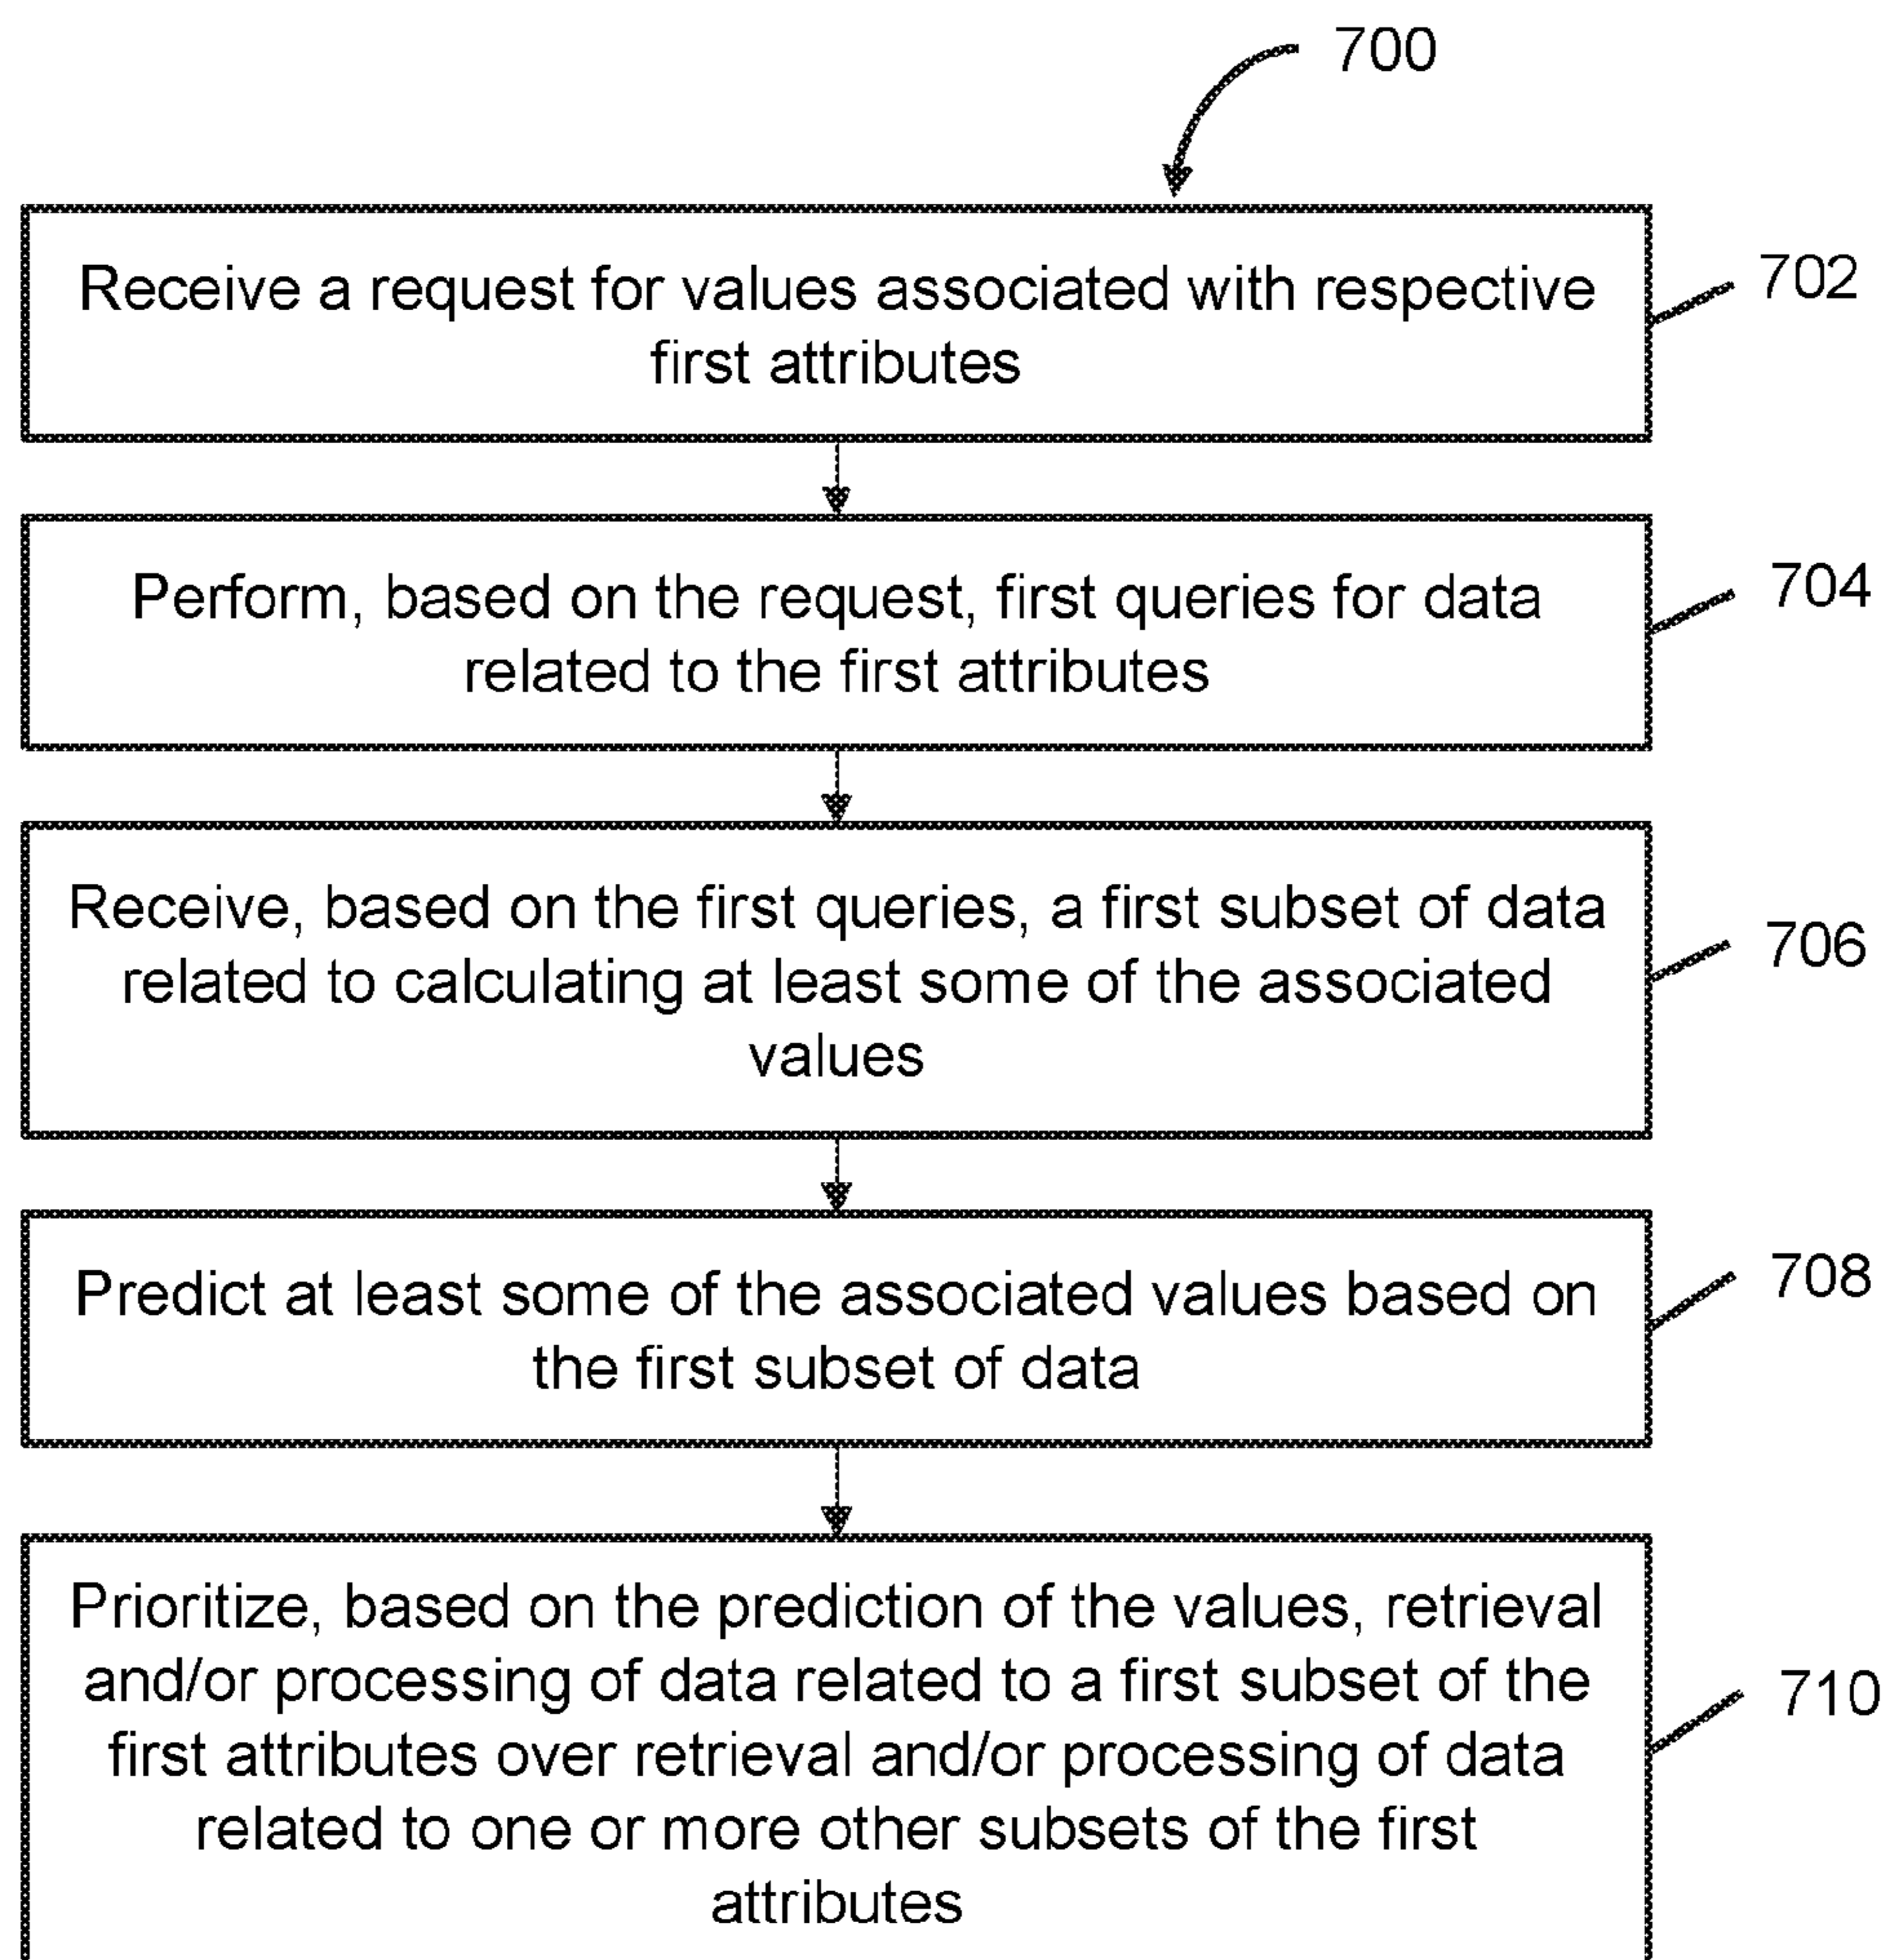 700
Receive a request for values associated with respective
first attributes
702
Perform, based on the request, first queries for data
related to the first attributes
704
Receive, based on the first queries, a first subset of data
related to calculating at least some of the associated
values
706
Predict at least some of the associated values based on
the first subset of data
708
Prioritize, based on the prediction of the values, retrieval
and/or processing of data related to a first subset of the
first attributes over retrieval and/or processing of data
related to one or more other subsets of the first
attributes
710